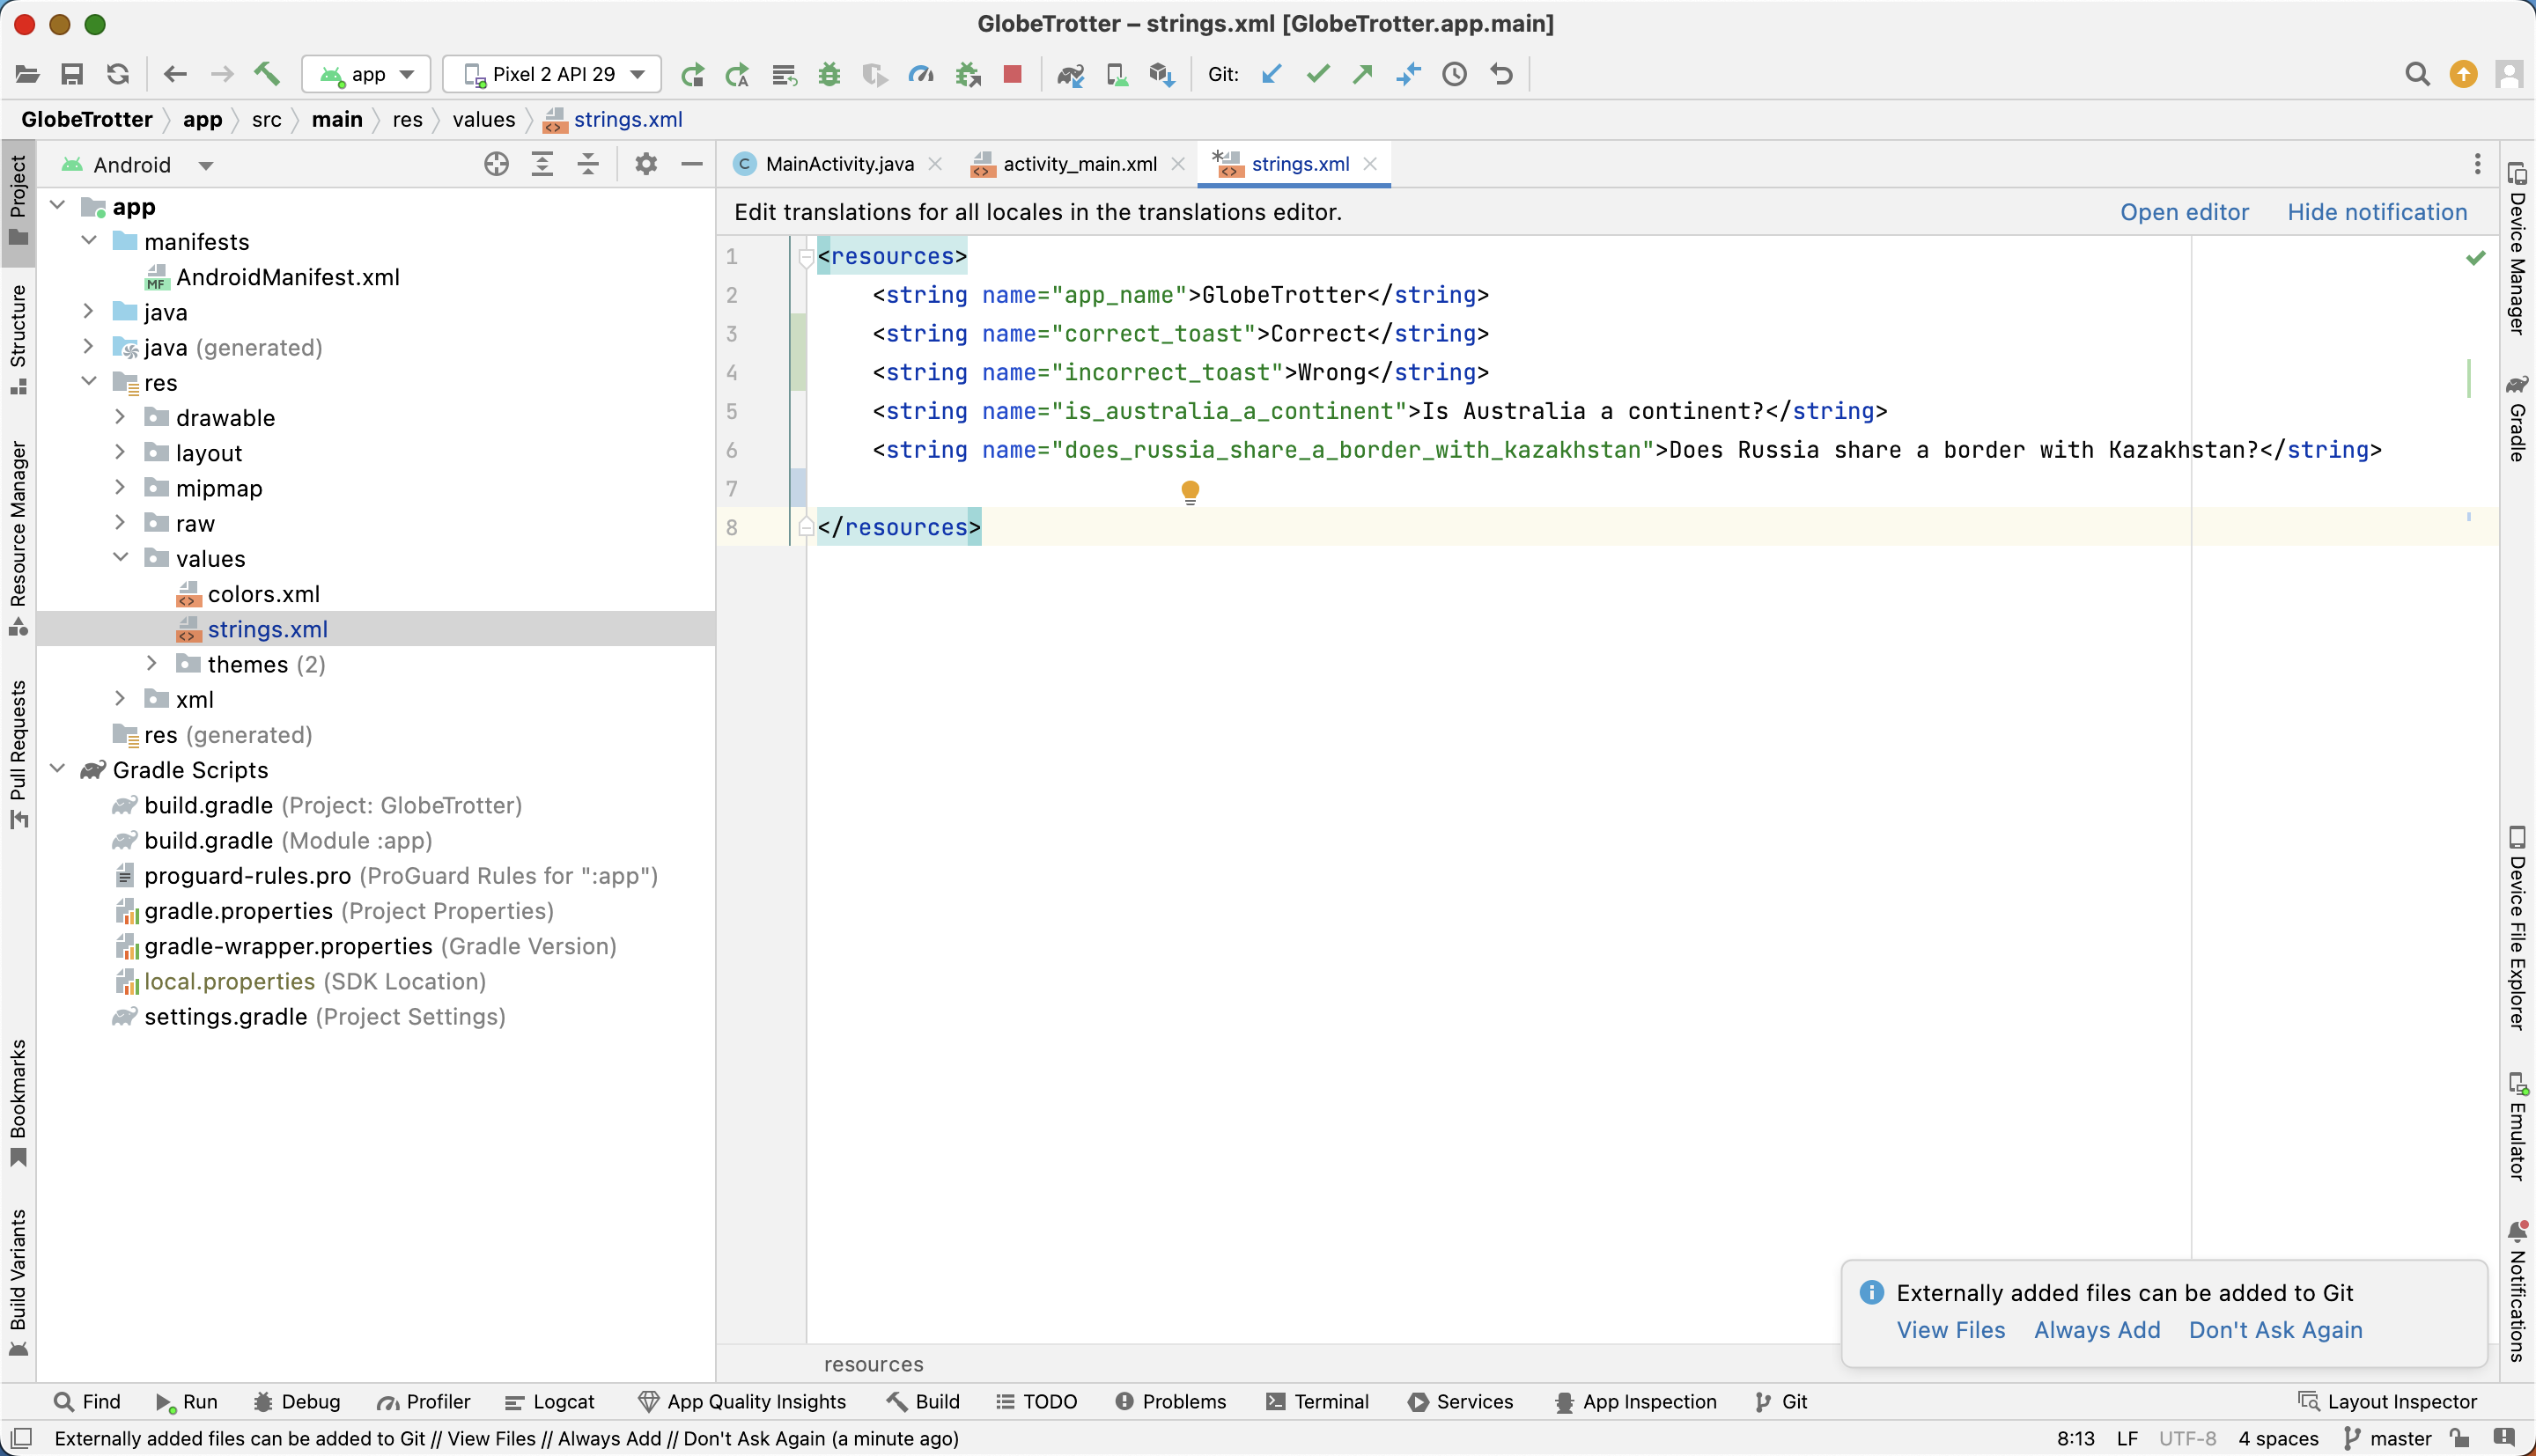 GlobeTrotter – strings.xml [GlobeTrotter.app.main]
app Pixel 2 API 29 Git:
GlobeTrotter app src main res values strings.xml
Project
Structure
Resource Manager
Pull Requests
Bookmarks
Build Variants
Android
app
manifests
MF AndroidManifest.xml
java
java (generated)
res
drawable
layout
mipmap
raw
values
colors.xml
strings.xml
themes (2)
xml
res (generated)
Gradle Scripts
build.gradle (Project: GlobeTrotter)
build.gradle (Module :app)
proguard-rules.pro (ProGuard Rules for ":app")
gradle.properties (Project Properties)
gradle-wrapper.properties (Gradle Version)
local.properties (SDK Location)
settings.gradle (Project Settings)
C MainActivity.java activity_main.xml strings.xml
Edit translations for all locales in the translations editor. Open editor Hide notification
1 <resources>
2 <string name="app_name">GlobeTrotter</string>
3 <string name="correct_toast">Correct</string>
4 <string name="incorrect_toast">Wrong</string>
5 <string name="is_australia_a_continent">Is Australia a continent?</string>
6 <string name="does_russia_share_a_border_with_kazakhstan">Does Russia share a border with Kazakhstan?</string>
7
8 </resources>
Externally added files can be added to Git
View Files Always Add Don't Ask Again
resources
Device Manager
Gradle
Device File Explorer
Emulator
Notifications
Find Run Debug Profiler Logcat App Quality Insights Build TODO Problems Terminal Services App Inspection Git Layout Inspector
Externally added files can be added to Git // View Files // Always Add // Don't Ask Again (a minute ago) 8:13 LF UTF-8 4 spaces master